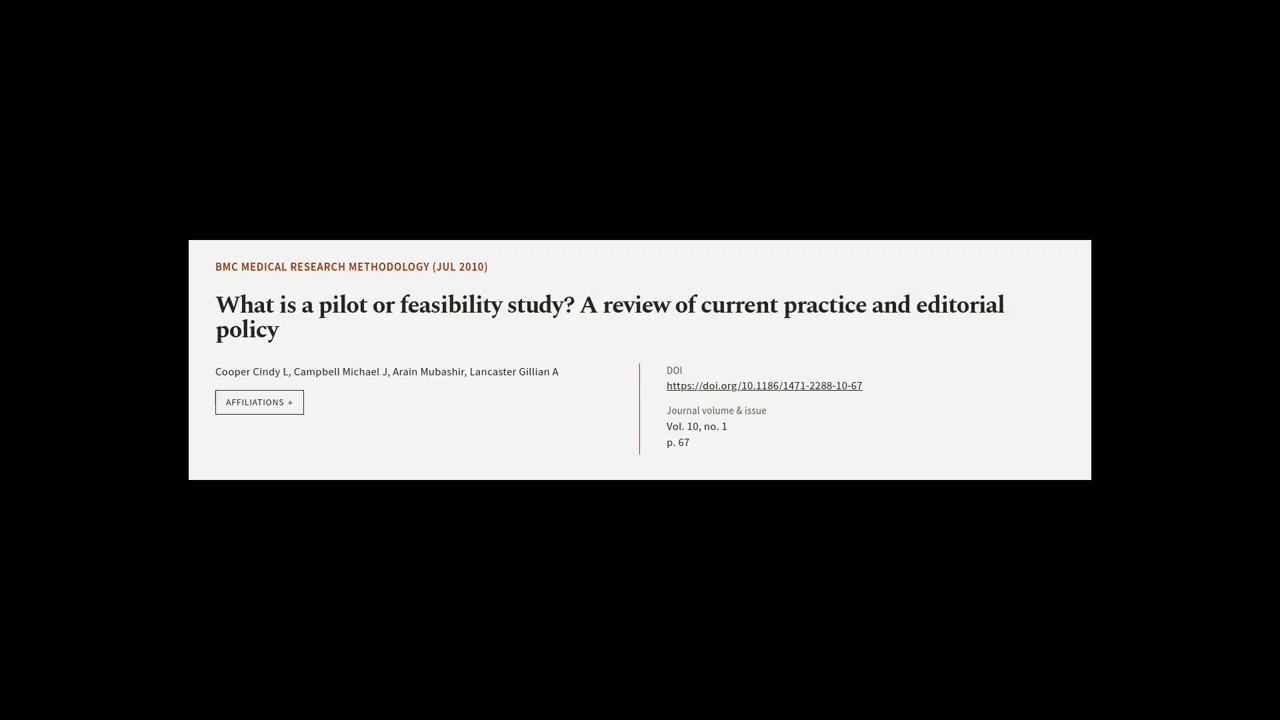 BMC MEDICAL RESEARCH METHODOLOGY (JUL 2010)
What is a pilot or feasibility study? A review of current practice and editorial
policy
Cooper Cindy L, Campbell Michael J, Arain Mubashir, Lancaster Gillian A
AFFILIATIONS +
DOI
https://doi.org/10.1186/1471-2288-10-67
Journal volume & issue
Vol. 10, no. 1
p. 67